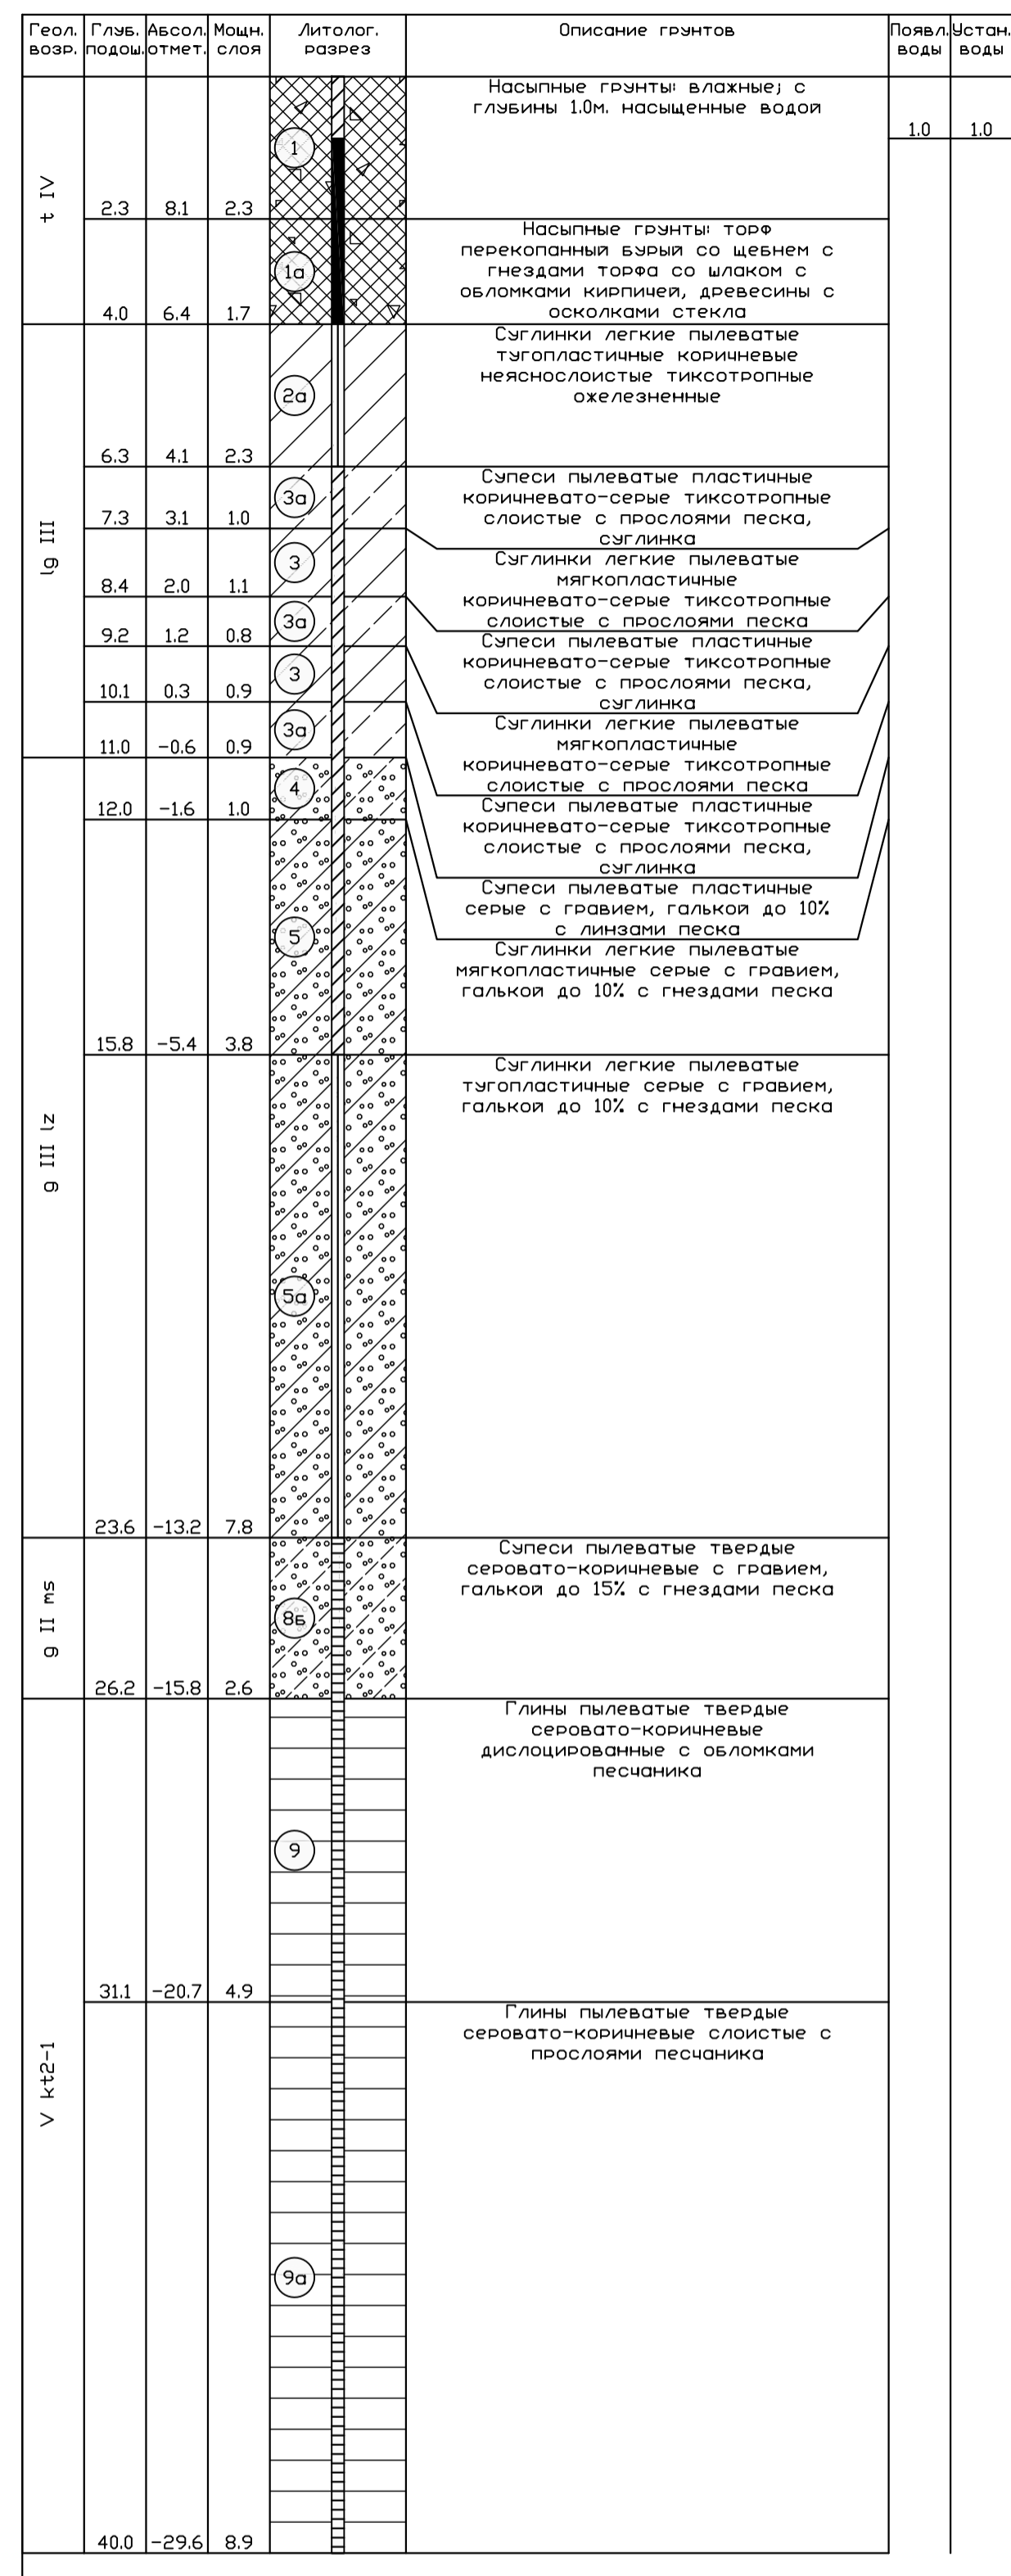 Геол. Глуб. Абсол. Мощн. Литолог. Описание грунтов Появл. Устан.
возр. подош. отмет. слоя разрез воды воды
t IV
Насыпные грунты: влажные; с
глубины 1.0м. насыщенные водой
1.0 1.0
1
2.3 8.1 2.3
Насыпные грунты: торф
перекопанный бурый со щебнем с
гнездами торфа со шлаком с
обломками кирпичей, древесины с
осколками стекла
1а
4.0 6.4 1.7
lg III
Суглинки легкие пылеватые
тугопластичные коричневые
неяснослоистые тиксотропные
ожелезненные
2а
6.3 4.1 2.3
Супеси пылеватые пластичные
коричневато-серые тиксотропные
слоистые с прослоями песка,
суглинка
3а
7.3 3.1 1.0
Суглинки легкие пылеватые
мягкопластичные
коричневато-серые тиксотропные
слоистые с прослоями песка
3
8.4 2.0 1.1
Супеси пылеватые пластичные
коричневато-серые тиксотропные
слоистые с прослоями песка,
суглинка
3а
9.2 1.2 0.8
Суглинки легкие пылеватые
мягкопластичные
коричневато-серые тиксотропные
слоистые с прослоями песка
3
10.1 0.3 0.9
Супеси пылеватые пластичные
коричневато-серые тиксотропные
слоистые с прослоями песка,
суглинка
3а
11.0 -0.6 0.9
g III lz
Супеси пылеватые пластичные
серые с гравием, галькой до 10%
с линзами песка
4
12.0 -1.6 1.0
Суглинки легкие пылеватые
мягкопластичные серые с гравием,
галькой до 10% с гнездами песка
5
15.8 -5.4 3.8
Суглинки легкие пылеватые
тугопластичные серые с гравием,
галькой до 10% с гнездами песка
5а
23.6 -13.2 7.8
g II ms
Супеси пылеватые твердые
серовато-коричневые с гравием,
галькой до 15% с гнездами песка
8б
26.2 -15.8 2.6
V kt2-1
Глины пылеватые твердые
серовато-коричневые
дислоцированные с обломками
песчаника
9
31.1 -20.7 4.9
Глины пылеватые твердые
серовато-коричневые слоистые с
прослоями песчаника
9а
40.0 -29.6 8.9